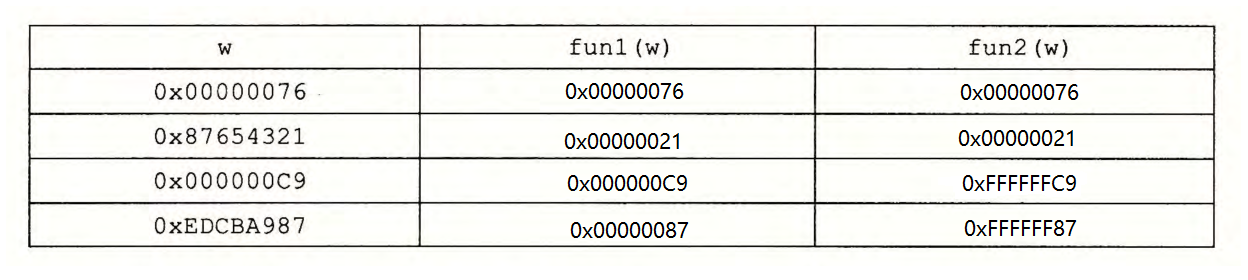 w fun1(w) fun2(w)
0x00000076 0x00000076 0x00000076
0x87654321 0x00000021 0x00000021
0x000000C9 0x000000C9 0xFFFFFFC9
0xEDCBA987 0x00000087 0xFFFFFF87